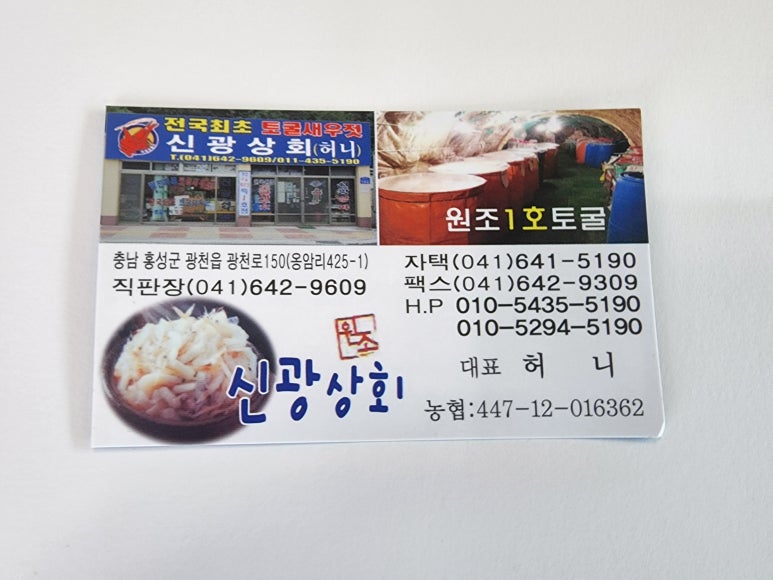 전국최초 토굴새우젓
신광상회(허니)
T.(041)642-9609/011-435-5190
원조1호토굴
충남 홍성군 광천읍 광천로150(옹암리425-1)
직판장(041)642-9609
자택(041)641-5190
팩스(041)642-9309
H.P 010-5435-5190
010-5294-5190
원조
신광상회
대표 허 니
농협:447-12-016362